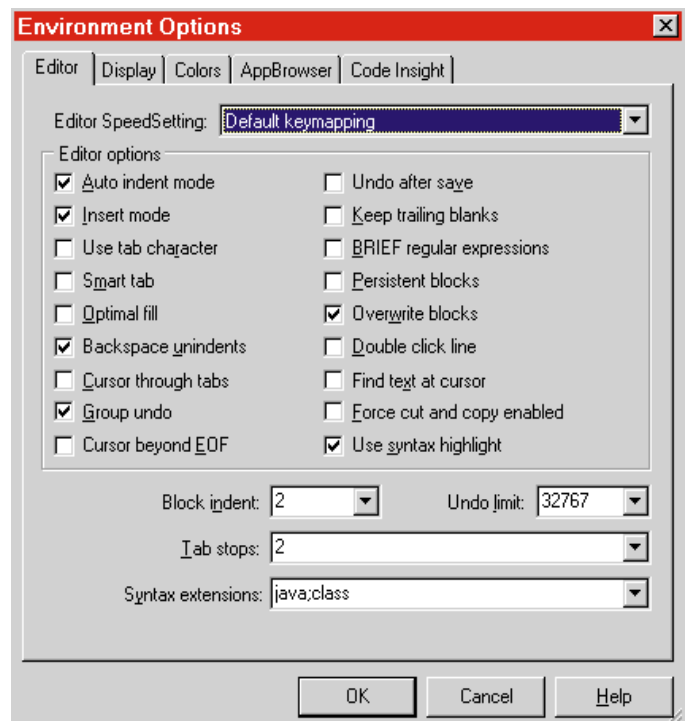 Environment Options
Editor Display Colors AppBrowser Code Insight
Editor SpeedSetting: Default keymapping
Editor options
Auto indent mode Undo after save
Insert mode Keep trailing blanks
Use tab character BRIEF regular expressions
Smart tab Persistent blocks
Optimal fill Overwrite blocks
Backspace unindents Double click line
Cursor through tabs Find text at cursor
Group undo Force cut and copy enabled
Cursor beyond EOF Use syntax highlight
Block indent: 2 Undo limit: 32767
Tab stops: 2
Syntax extensions: java;class
OK Cancel Help